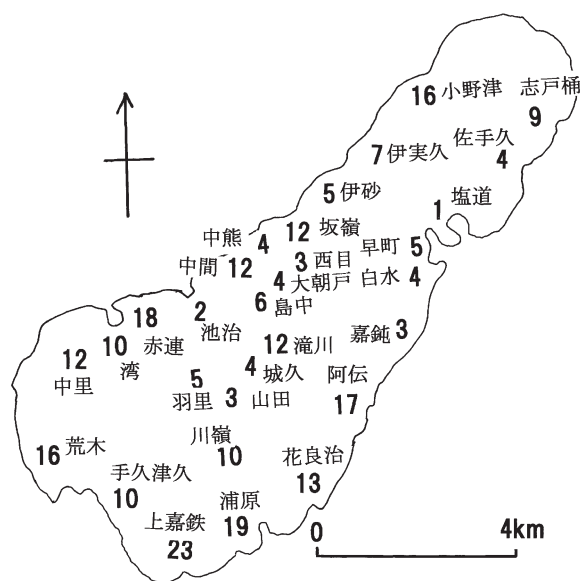 16 小野津
志戸桶
9
7 伊実久
佐手久
4
5 伊砂
塩道
1
中熊
4
12 坂嶺
早町 5
中間
12
3 西目
4 大朝戸
白水 4
6 島中
2
池治
18
赤連
10
湾
12
中里
12 滝川
嘉鈍 3
4 城久
阿伝
17
5
羽里
3 山田
16 荒木
川嶺
10
花良治
13
手久津久
10
浦原
19
上嘉鉄
23
0 4km